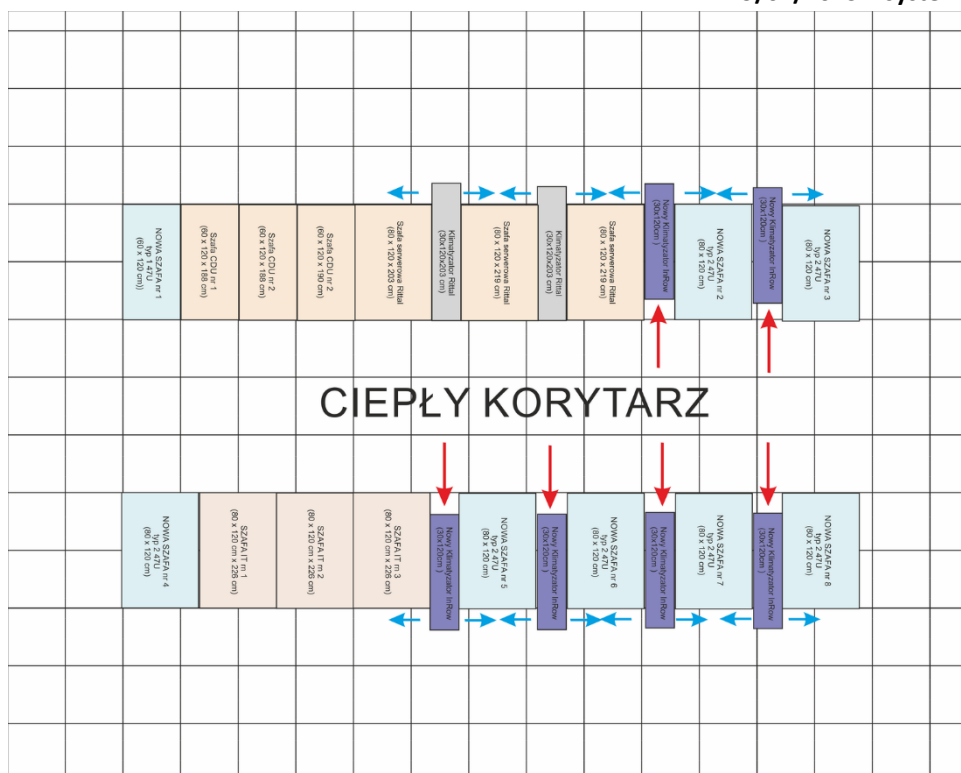 NOWA SZAFA nr 1
typ 1 47U
(60 x 120 cm))
Szafa CDU nr 1
(60 x 120 x 188 cm)
Szafa CDU nr 2
(60 x 120 x 188 cm)
Szafa CDU nr 2
(60 x 120 x 190 cm)
Szafa serwerowa Rittal
(80 x 120 x 203 cm)
Klimatyzator Rittal
(30x120x203 cm)
Szafa serwerowa Rittal
(80 x 120 x 219 cm)
Klimatyzator Rittal
(30x120x203 cm)
Szafa serwerowa Rittal
(80 x 120 x 219 cm)
Nowy Klimatyzator InRow
(30x120cm )
NOWA SZAFA nr 2
typ 2 47U
(80 x 120 cm)
Nowy Klimatyzator InRow
(30x120cm )
NOWA SZAFA nr 3
typ 2 47U
(80 x 120 cm)
CIEPŁY KORYTARZ
NOWA SZAFA nr 4
typ 2 47U
(80 x 120 cm)
SZAFA IT rn 1
(80 x 120 cm x 226 cm)
SZAFA IT rn 2
(80 x 120 cm x 226 cm)
SZAFA IT rn 3
(80 x 120 cm x 226 cm)
Nowy Klimatyzator InRow
(30x120cm )
NOWA SZAFA nr 5
typ 2 47U
(80 x 120 cm)
Nowy Klimatyzator InRow
(30x120cm )
NOWA SZAFA nr 6
typ 2 47U
(80 x 120 cm)
Nowy Klimatyzator InRow
(30x120cm )
NOWA SZAFA nr 7
typ 2 47U
(80 x 120 cm)
Nowy Klimatyzator InRow
(30x120cm )
NOWA SZAFA nr 8
typ 2 47U
(80 x 120 cm)